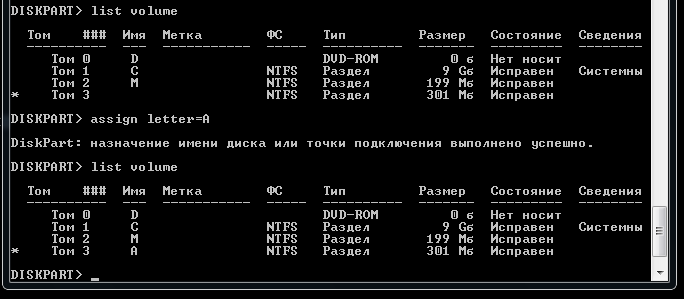 DISKPART> list volume
Том ### Имя Метка ФС Тип Размер Состояние Сведения
Том 0 D DVD-ROM 0 б Нет носит
Том 1 C NTFS Раздел 9 Gб Исправен Системны
Том 2 M NTFS Раздел 199 Mб Исправен
* Том 3 NTFS Раздел 301 Mб Исправен
DISKPART> assign letter=A
DiskPart: назначение имени диска или точки подключения выполнено успешно.
DISKPART> list volume
Том ### Имя Метка ФС Тип Размер Состояние Сведения
Том 0 D DVD-ROM 0 б Нет носит
Том 1 C NTFS Раздел 9 Gб Исправен Системны
Том 2 M NTFS Раздел 199 Mб Исправен
* Том 3 A NTFS Раздел 301 Mб Исправен
DISKPART> _